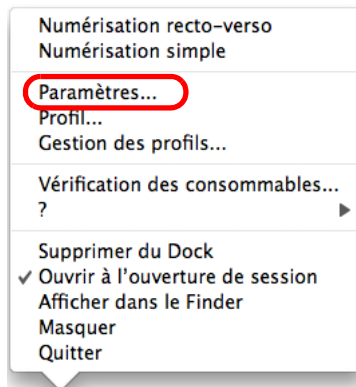 Numérisation recto-verso
Numérisation simple
Paramètres...
Profil...
Gestion des profils...
Vérification des consommables...
?
Supprimer du Dock
✓ Ouvrir à l'ouverture de session
Afficher dans le Finder
Masquer
Quitter